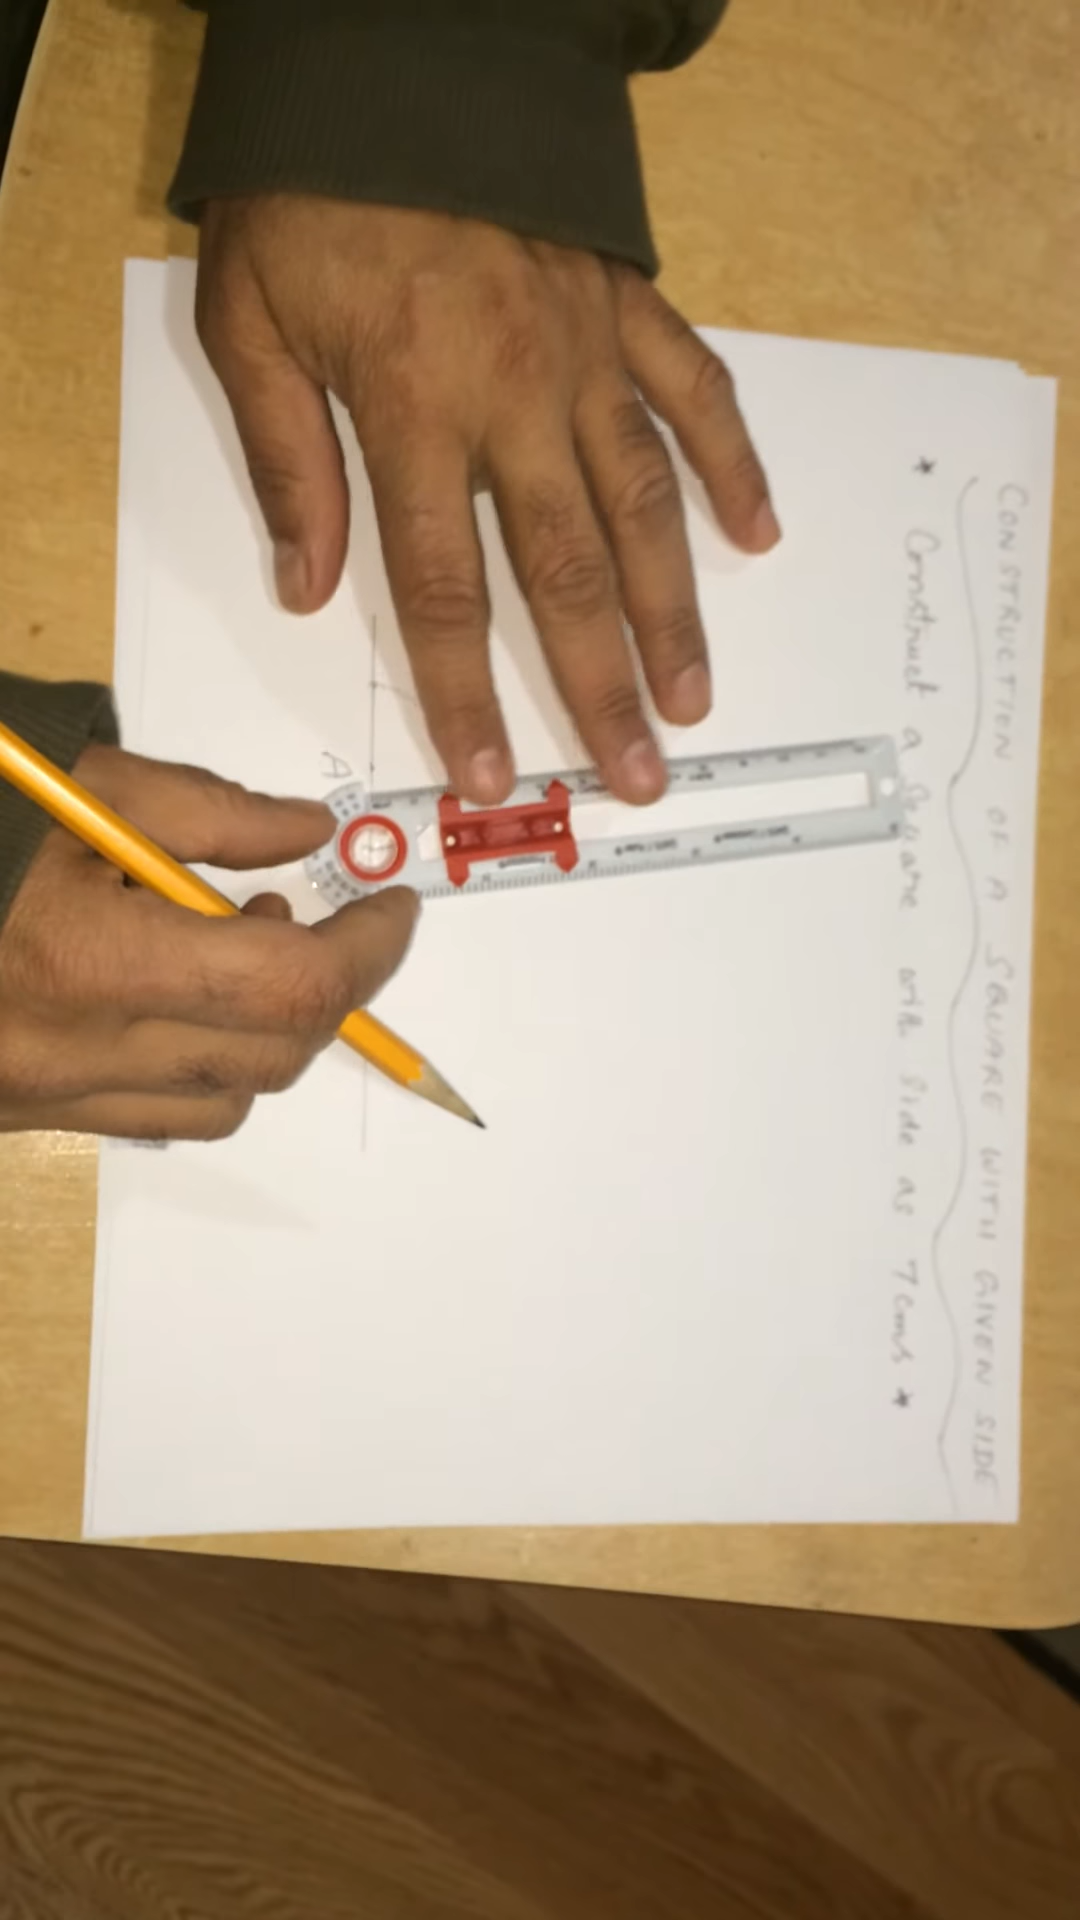 CONSTRUCTION OF A SQUARE WITH GIVEN SIDE
* Construct a Square with side as 7cms *
A